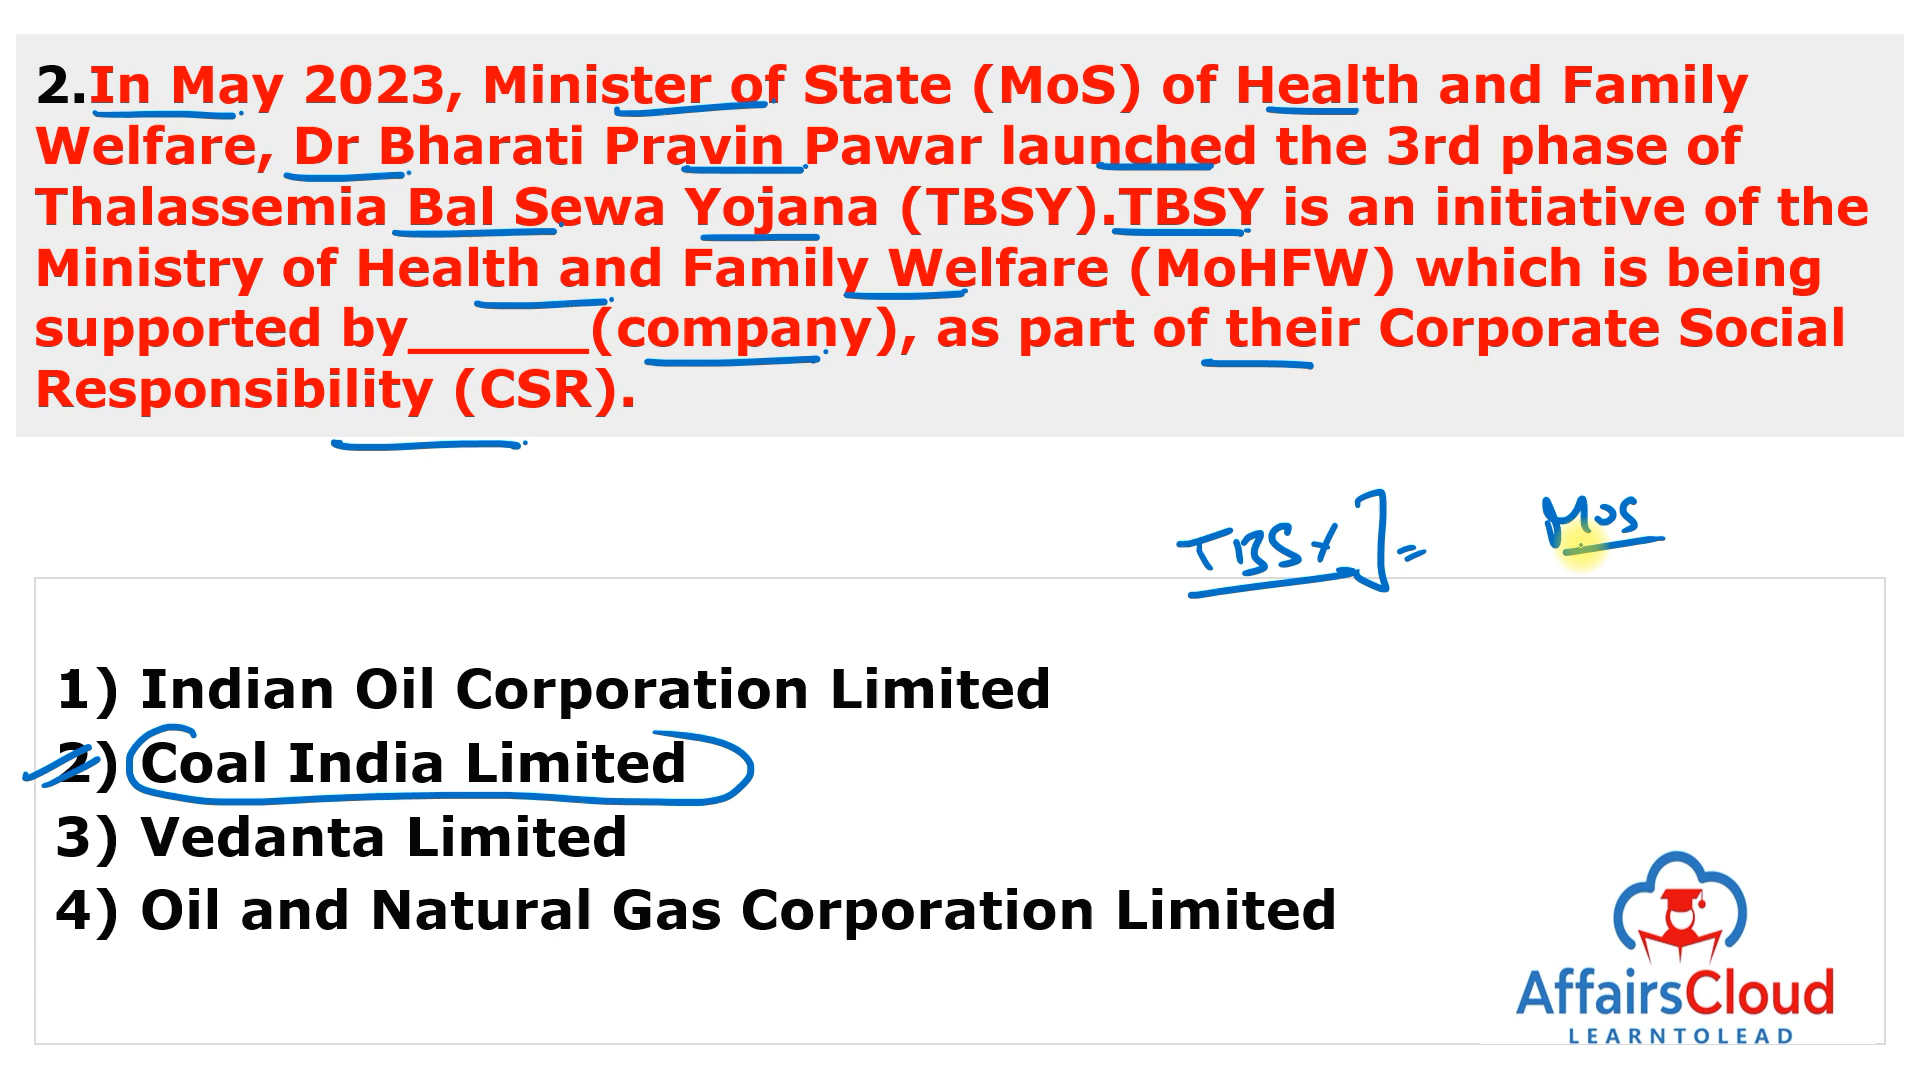 2.In May 2023, Minister of State (MoS) of Health and Family
Welfare, Dr Bharati Pravin Pawar launched the 3rd phase of
Thalassemia Bal Sewa Yojana (TBSY).TBSY is an initiative of the
Ministry of Health and Family Welfare (MoHFW) which is being
supported by______(company), as part of their Corporate Social
Responsibility (CSR).
TBSY] = MoS
1) Indian Oil Corporation Limited
2) Coal India Limited
3) Vedanta Limited
4) Oil and Natural Gas Corporation Limited
AffairsCloud
LEARNTOLEAD